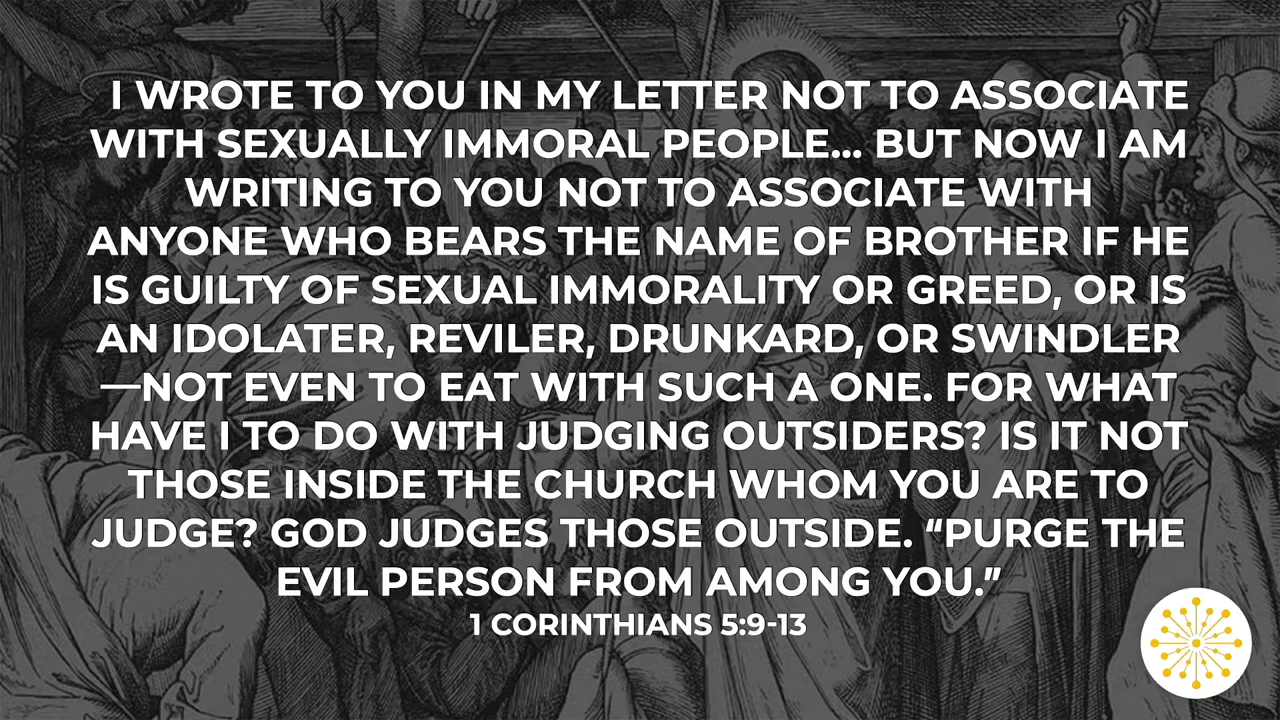 I WROTE TO YOU IN MY LETTER NOT TO ASSOCIATE
WITH SEXUALLY IMMORAL PEOPLE... BUT NOW I AM
WRITING TO YOU NOT TO ASSOCIATE WITH
ANYONE WHO BEARS THE NAME OF BROTHER IF HE
IS GUILTY OF SEXUAL IMMORALITY OR GREED, OR IS
AN IDOLATER, REVILER, DRUNKARD, OR SWINDLER
—NOT EVEN TO EAT WITH SUCH A ONE. FOR WHAT
HAVE I TO DO WITH JUDGING OUTSIDERS? IS IT NOT
THOSE INSIDE THE CHURCH WHOM YOU ARE TO
JUDGE? GOD JUDGES THOSE OUTSIDE. “PURGE THE
EVIL PERSON FROM AMONG YOU.”
1 CORINTHIANS 5:9-13